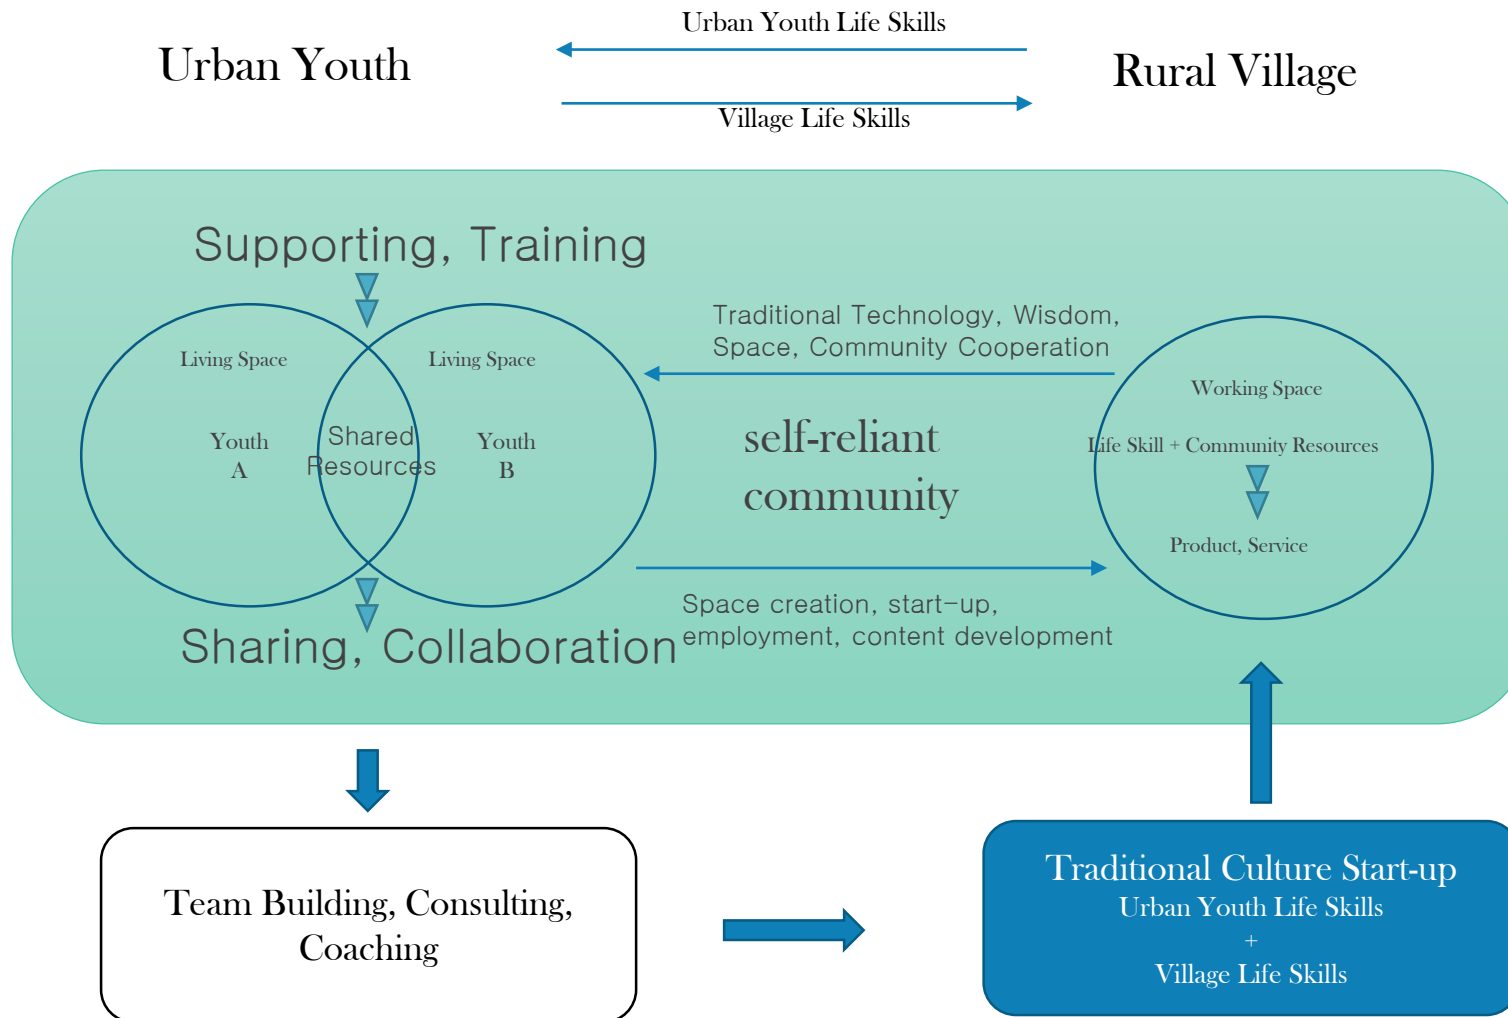 Urban Youth Life Skills
Urban Youth
Rural Village
Village Life Skills
Supporting, Training
Traditional Technology, Wisdom,
Space, Community Cooperation
Living Space
Living Space
Working Space
Youth
A
Shared
Resources
Youth
B
self-reliant
community
Life Skill + Community Resources
Product, Service
Space creation, start-up,
employment, content development
Sharing, Collaboration
Team Building, Consulting,
Coaching
Traditional Culture Start-up
Urban Youth Life Skills
+
Village Life Skills